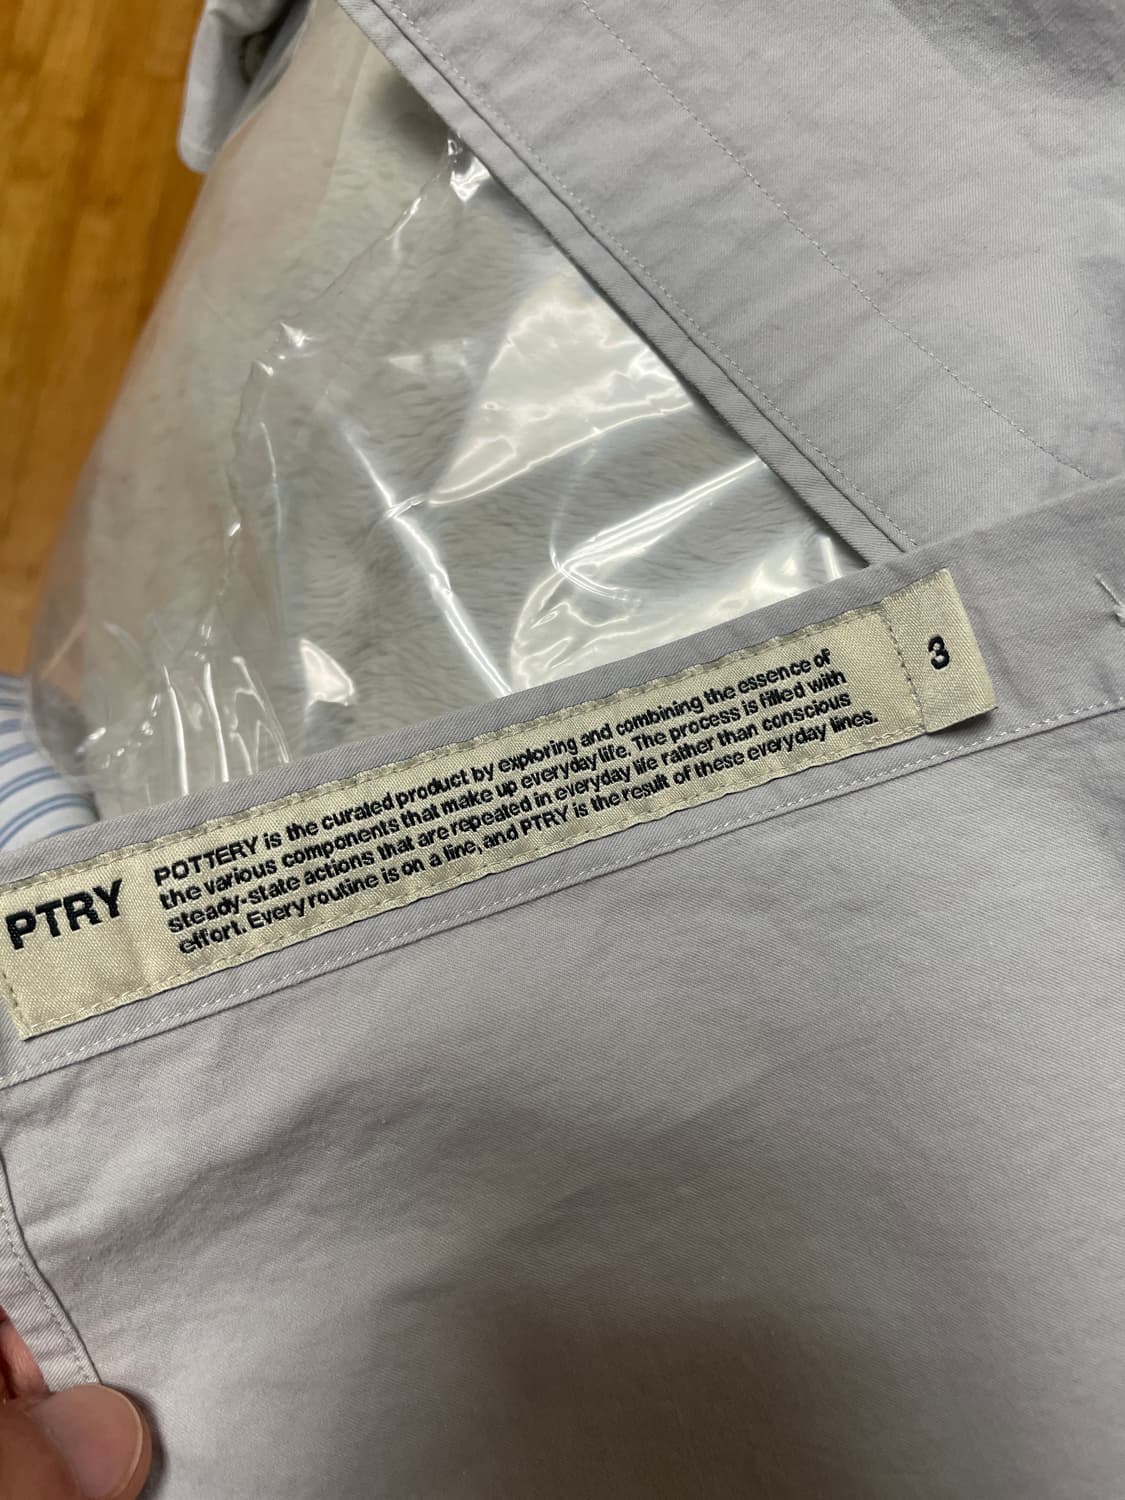 PTRY
POTTERY is the curated product by exploring and combining the essence of
the various components that make up everyday life. The process is filled with
steady-state actions that are repeated in everyday life rather than conscious
effort. Every routine is on a line, and PTRY is the result of these everyday lines.
3